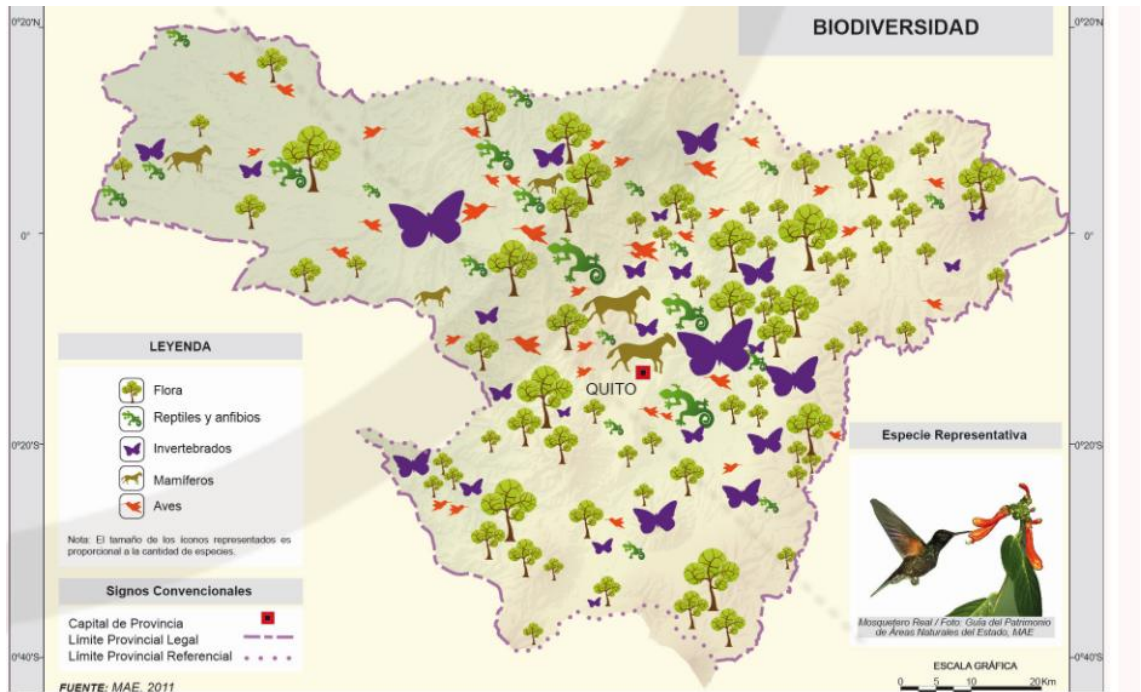 BIODIVERSIDAD
0°20'N
0°20'N
0°
0°
QUITO
LEYENDA
Flora
Reptiles y anfibios
Invertebrados
Mamíferos
Aves
Nota: El tamaño de los íconos representados es
proporcional a la cantidad de especies.
0°20'S
0°20'S
Signos Convencionales
Capital de Provincia
Límite Provincial Legal
Límite Provincial Referencial
0°40'S
0°40'S
FUENTE: MAE, 2011
Especie Representativa
Mosquetero Real / Foto: Guía del Patrimonio
de Áreas Naturales del Estado, MAE
ESCALA GRÁFICA
0 5 10 20Km